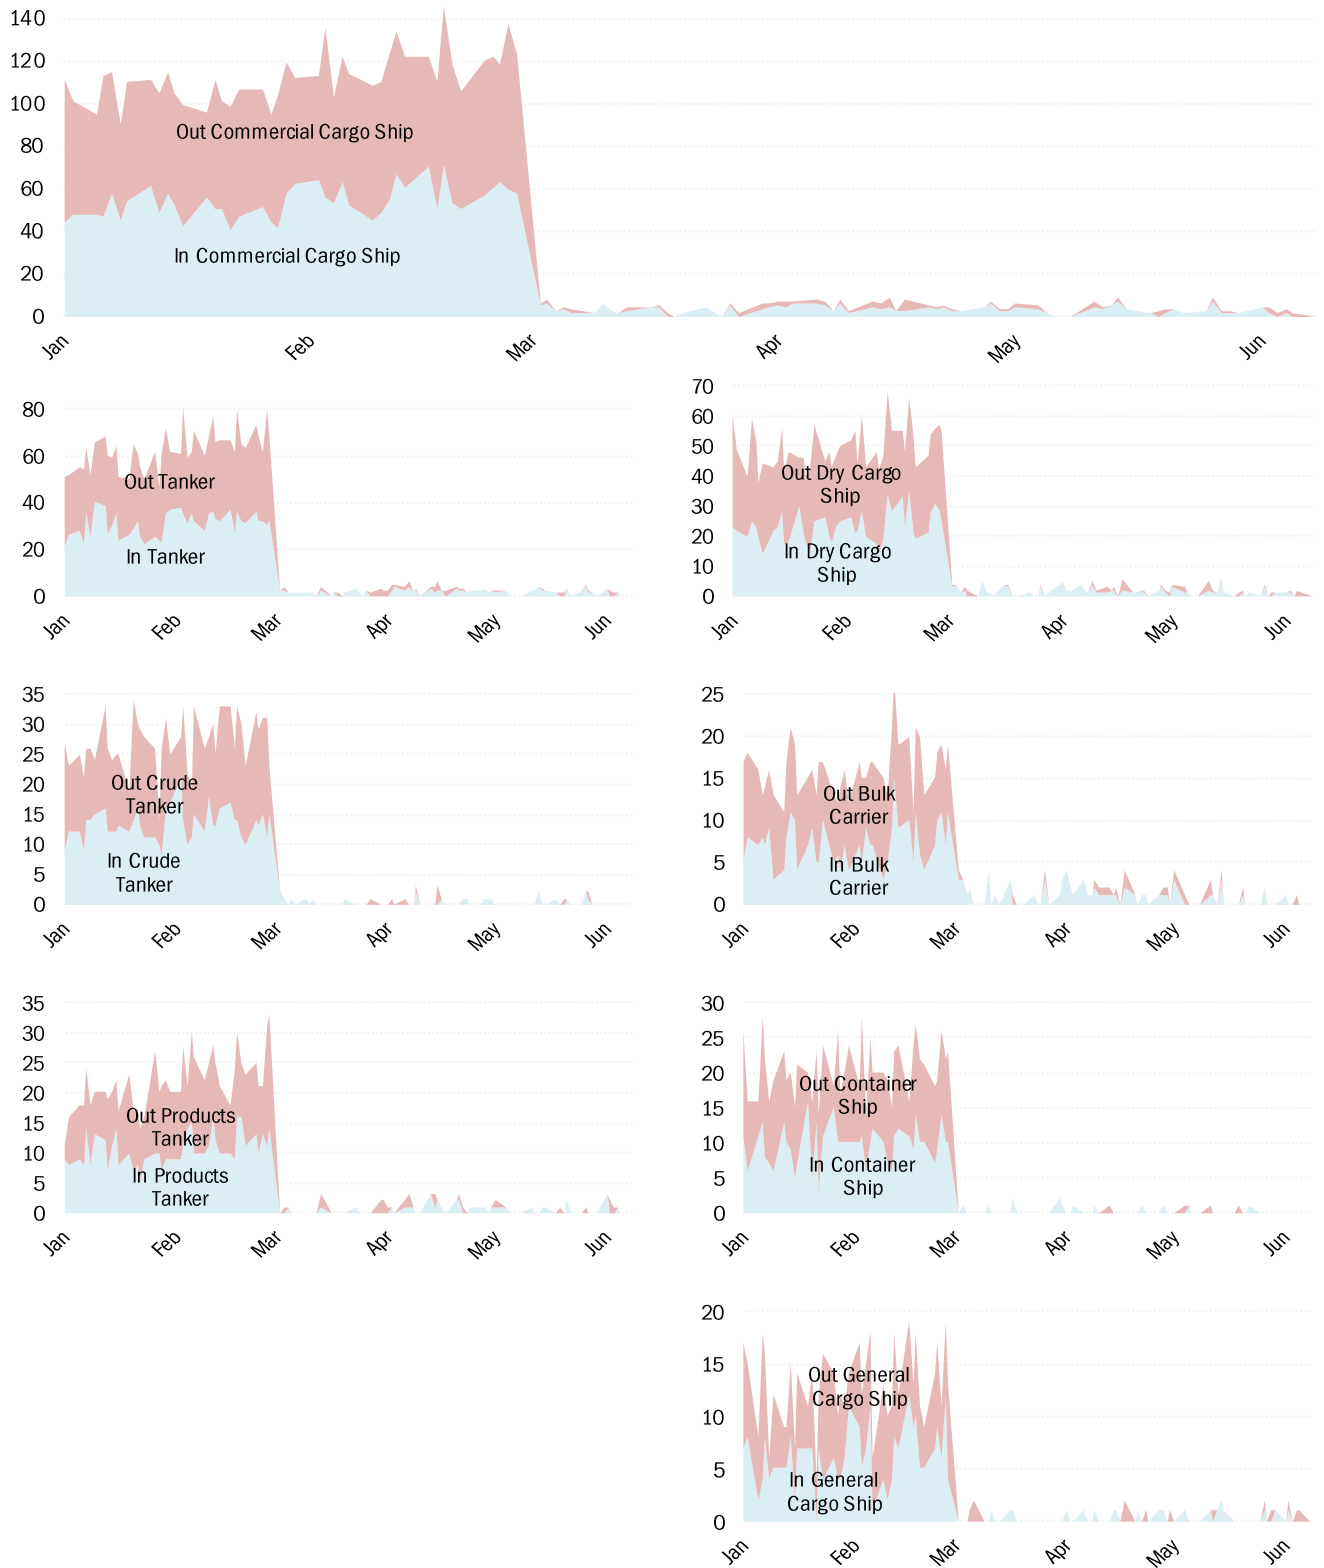 140
120
100
Out Commercial Cargo Ship
80
60
40
In Commercial Cargo Ship
20
0
Jan
Feb
Mar
Apr
May
Jun
80
60
Out Tanker
40
In Tanker
20
0
Jan
Feb
Mar
Apr
May
Jun
70
60
50
Out Dry Cargo
Ship
40
30
20
In Dry Cargo
Ship
10
0
Jan
Feb
Mar
Apr
May
Jun
35
30
25
Out Crude
Tanker
20
15
10
In Crude
Tanker
5
0
Jan
Feb
Mar
Apr
May
Jun
25
20
15
Out Bulk
Carrier
10
5
In Bulk
Carrier
0
Jan
Feb
Mar
Apr
May
Jun
35
30
25
20
Out Products
Tanker
15
10
In Products
Tanker
5
0
Jan
Feb
Mar
Apr
May
Jun
30
25
20
Out Container
Ship
15
10
In Container
Ship
5
0
Jan
Feb
Mar
Apr
May
Jun
20
15
Out General
Cargo Ship
10
5
In General
Cargo Ship
0
Jan
Feb
Mar
Apr
May
Jun